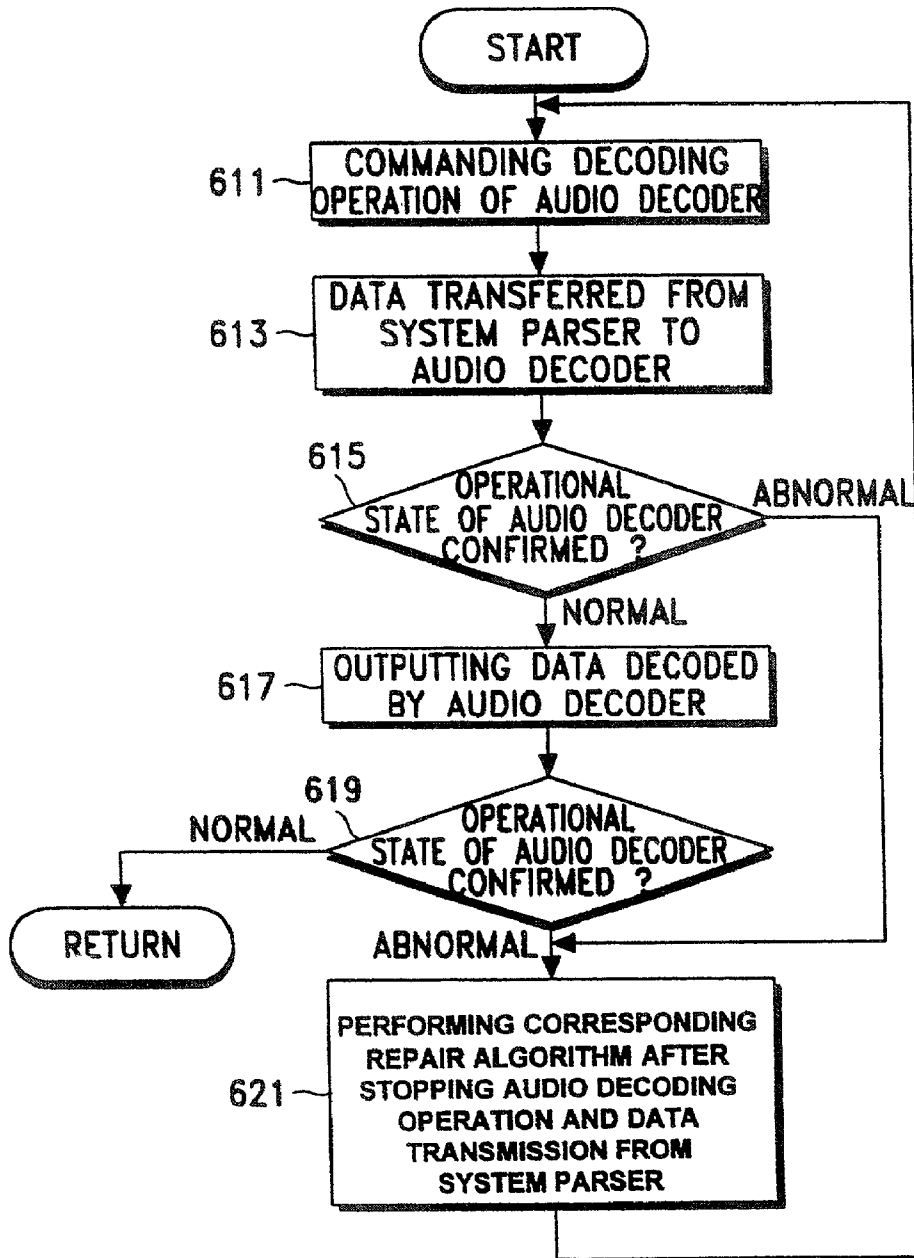 START
COMMANDING DECODING
OPERATION OF AUDIO DECODER
611
DATA TRANSFERRED FROM
SYSTEM PARSER TO
AUDIO DECODER
613
615
OPERATIONAL
STATE OF AUDIO DECODER
CONFIRMED ?
ABNORMAL
NORMAL
OUTPUTTING DATA DECODED
BY AUDIO DECODER
617
619
OPERATIONAL
STATE OF AUDIO DECODER
CONFIRMED ?
NORMAL
RETURN
ABNORMAL
PERFORMING CORRESPONDING
REPAIR ALGORITHM AFTER
STOPPING AUDIO DECODING
OPERATION AND DATA
TRANSMISSION FROM
SYSTEM PARSER
621